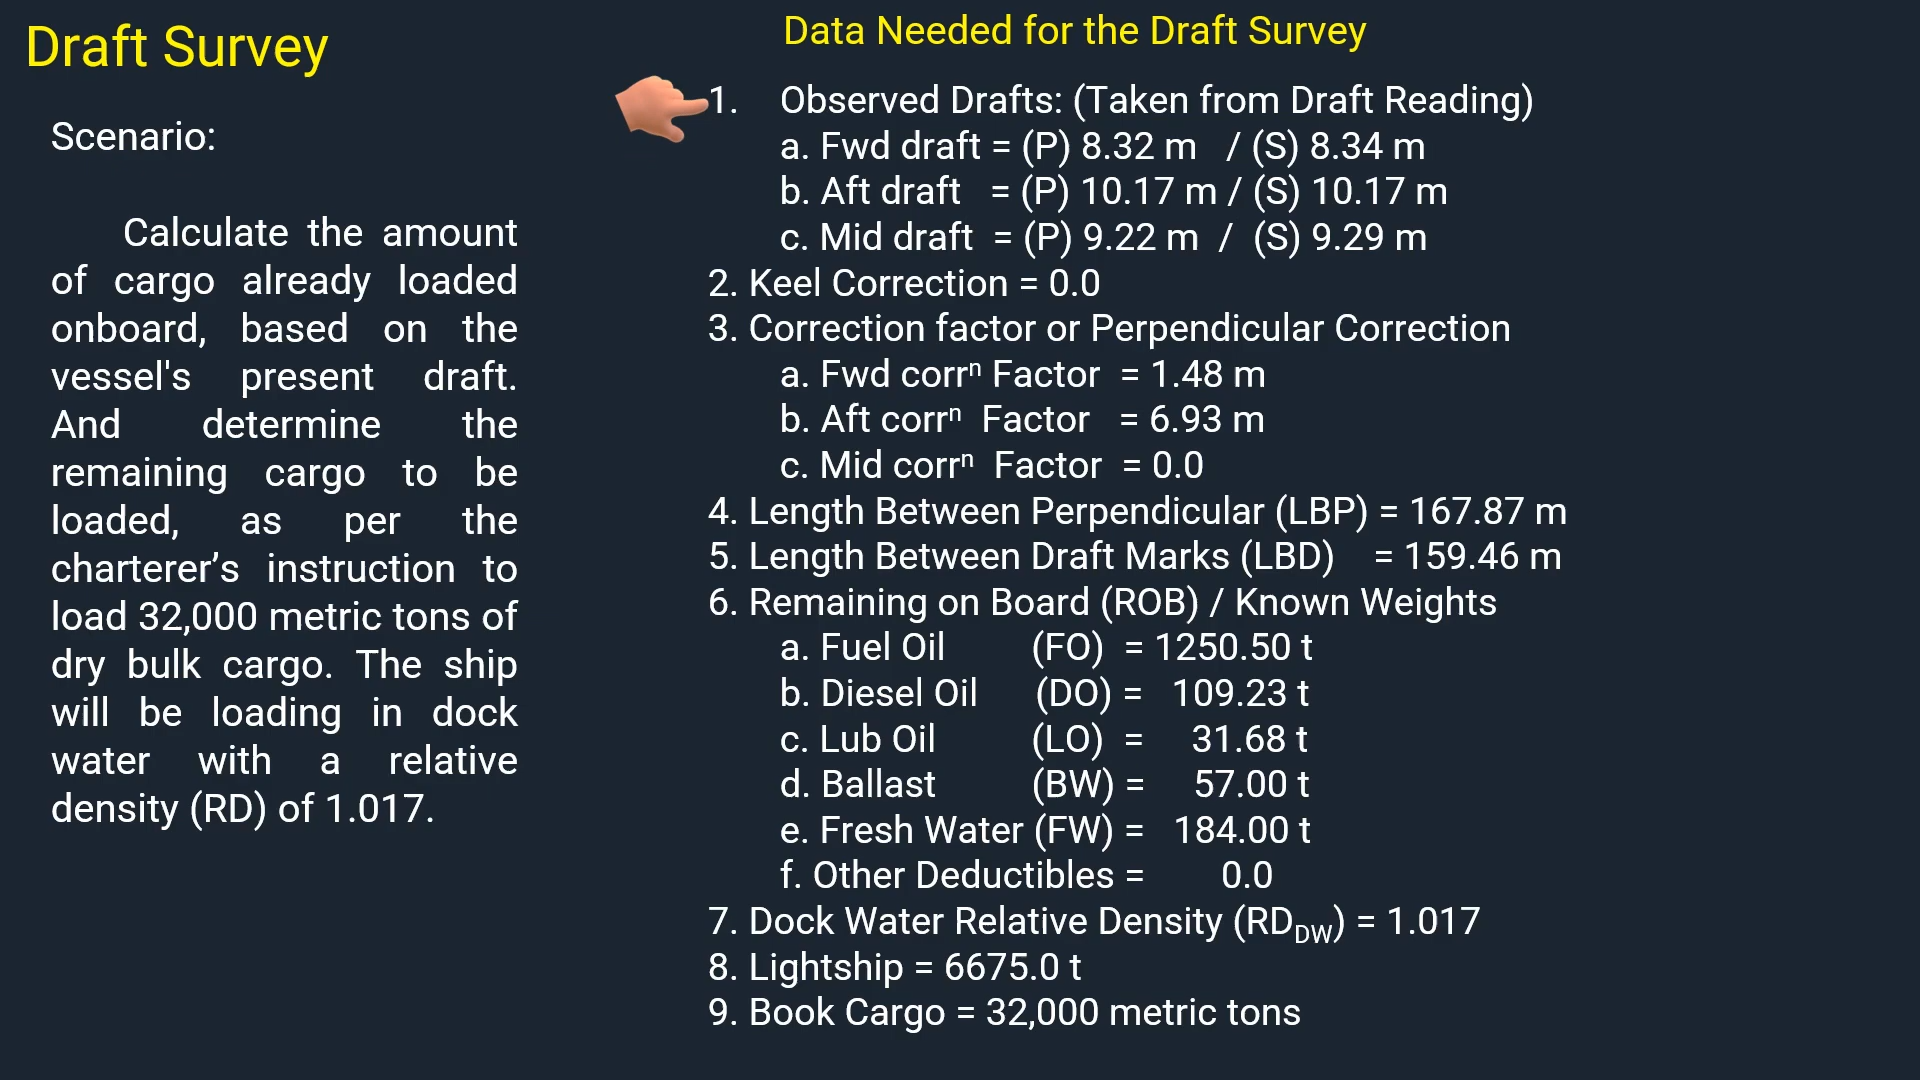 Draft Survey
Scenario:
Calculate the amount
of cargo already loaded
onboard, based on the
vessel's present draft.
And determine the
remaining cargo to be
loaded, as per the
charterer’s instruction to
load 32,000 metric tons of
dry bulk cargo. The ship
will be loading in dock
water with a relative
density (RD) of 1.017.
Data Needed for the Draft Survey
1. Observed Drafts: (Taken from Draft Reading)
a. Fwd draft = (P) 8.32 m / (S) 8.34 m
b. Aft draft = (P) 10.17 m / (S) 10.17 m
c. Mid draft = (P) 9.22 m / (S) 9.29 m
2. Keel Correction = 0.0
3. Correction factor or Perpendicular Correction
a. Fwd corrⁿ Factor = 1.48 m
b. Aft corrⁿ Factor = 6.93 m
c. Mid corrⁿ Factor = 0.0
4. Length Between Perpendicular (LBP) = 167.87 m
5. Length Between Draft Marks (LBD) = 159.46 m
6. Remaining on Board (ROB) / Known Weights
a. Fuel Oil (FO) = 1250.50 t
b. Diesel Oil (DO) = 109.23 t
c. Lub Oil (LO) = 31.68 t
d. Ballast (BW) = 57.00 t
e. Fresh Water (FW) = 184.00 t
f. Other Deductibles = 0.0
7. Dock Water Relative Density (RDDW) = 1.017
8. Lightship = 6675.0 t
9. Book Cargo = 32,000 metric tons